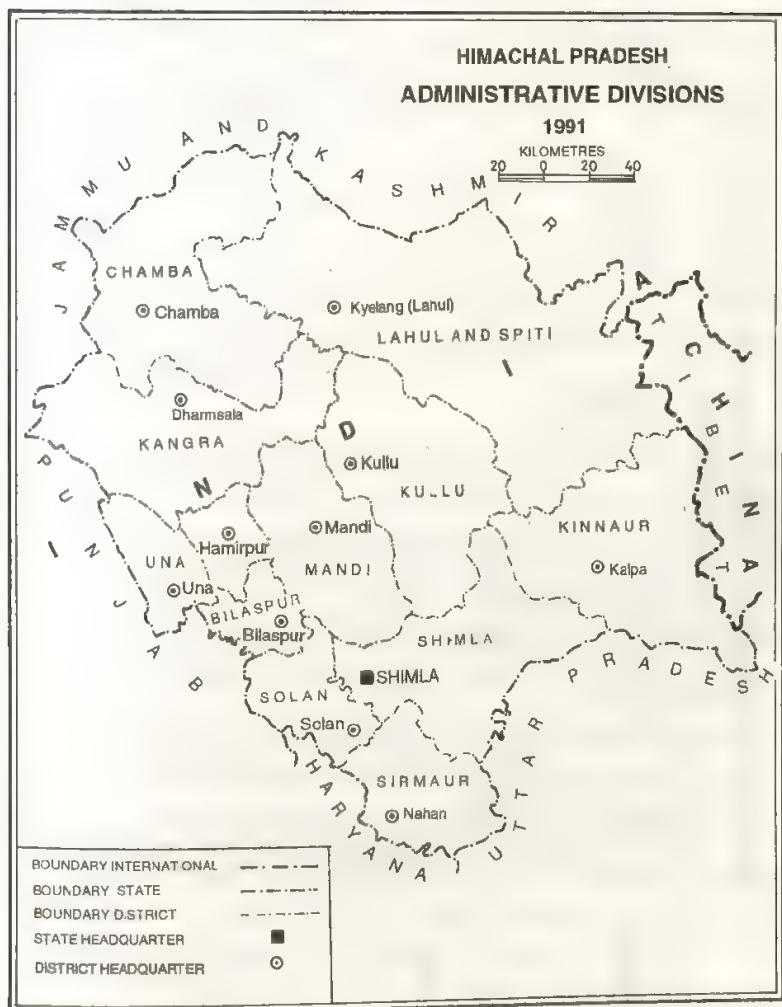 HIMACHAL PRADESH
ADMINISTRATIVE DIVISIONS
1991
KILOMETRES
20 0 20 40
JAMMU AND KASHMIR
CHAMBA
Chamba
Kyelang (Lahul)
LAHUL AND SPITI
CHINA
TIBET
Dharmsala
KANGRA
INDIA
Kullu
KULLU
PUNJAB
Hamirpur
Mandi
MANDI
KINNAUR
Kalpa
UNA
Una
BILASPUR
Bilaspur
SHIMLA
SHIMLA
SOLAN
Solan
UTTAR PRADESH
HARYANA
SIRMAUR
Nahan
BOUNDARY INTERNATIONAL
BOUNDARY STATE
BOUNDARY DISTRICT
STATE HEADQUARTER
DISTRICT HEADQUARTER